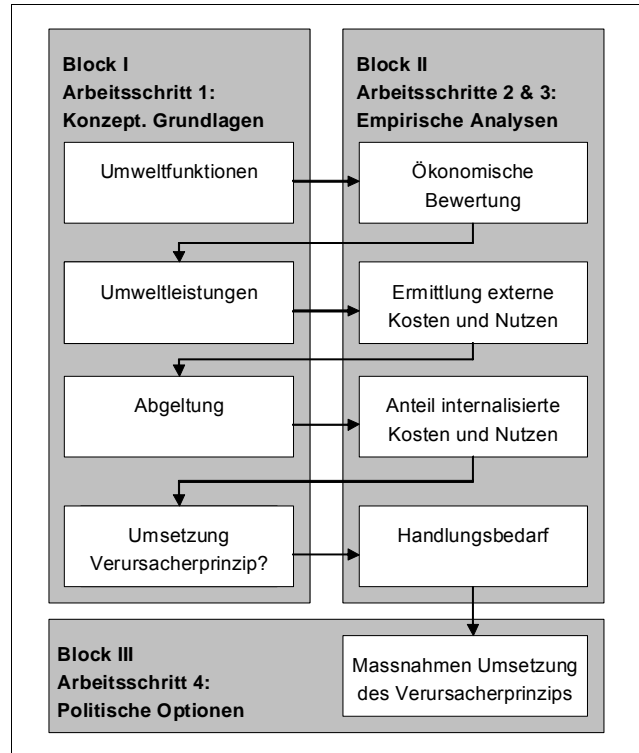 Block I
Arbeitsschritt 1:
Konzept. Grundlagen
Block II
Arbeitsschritte 2 & 3:
Empirische Analysen
Umweltfunktionen
Ökonomische
Bewertung
Umweltleistungen
Ermittlung externe
Kosten und Nutzen
Abgeltung
Anteil internalisierte
Kosten und Nutzen
Umsetzung
Verursacherprinzip?
Handlungsbedarf
Block III
Arbeitsschritt 4:
Politische Optionen
Massnahmen Umsetzung
des Verursacherprinzips